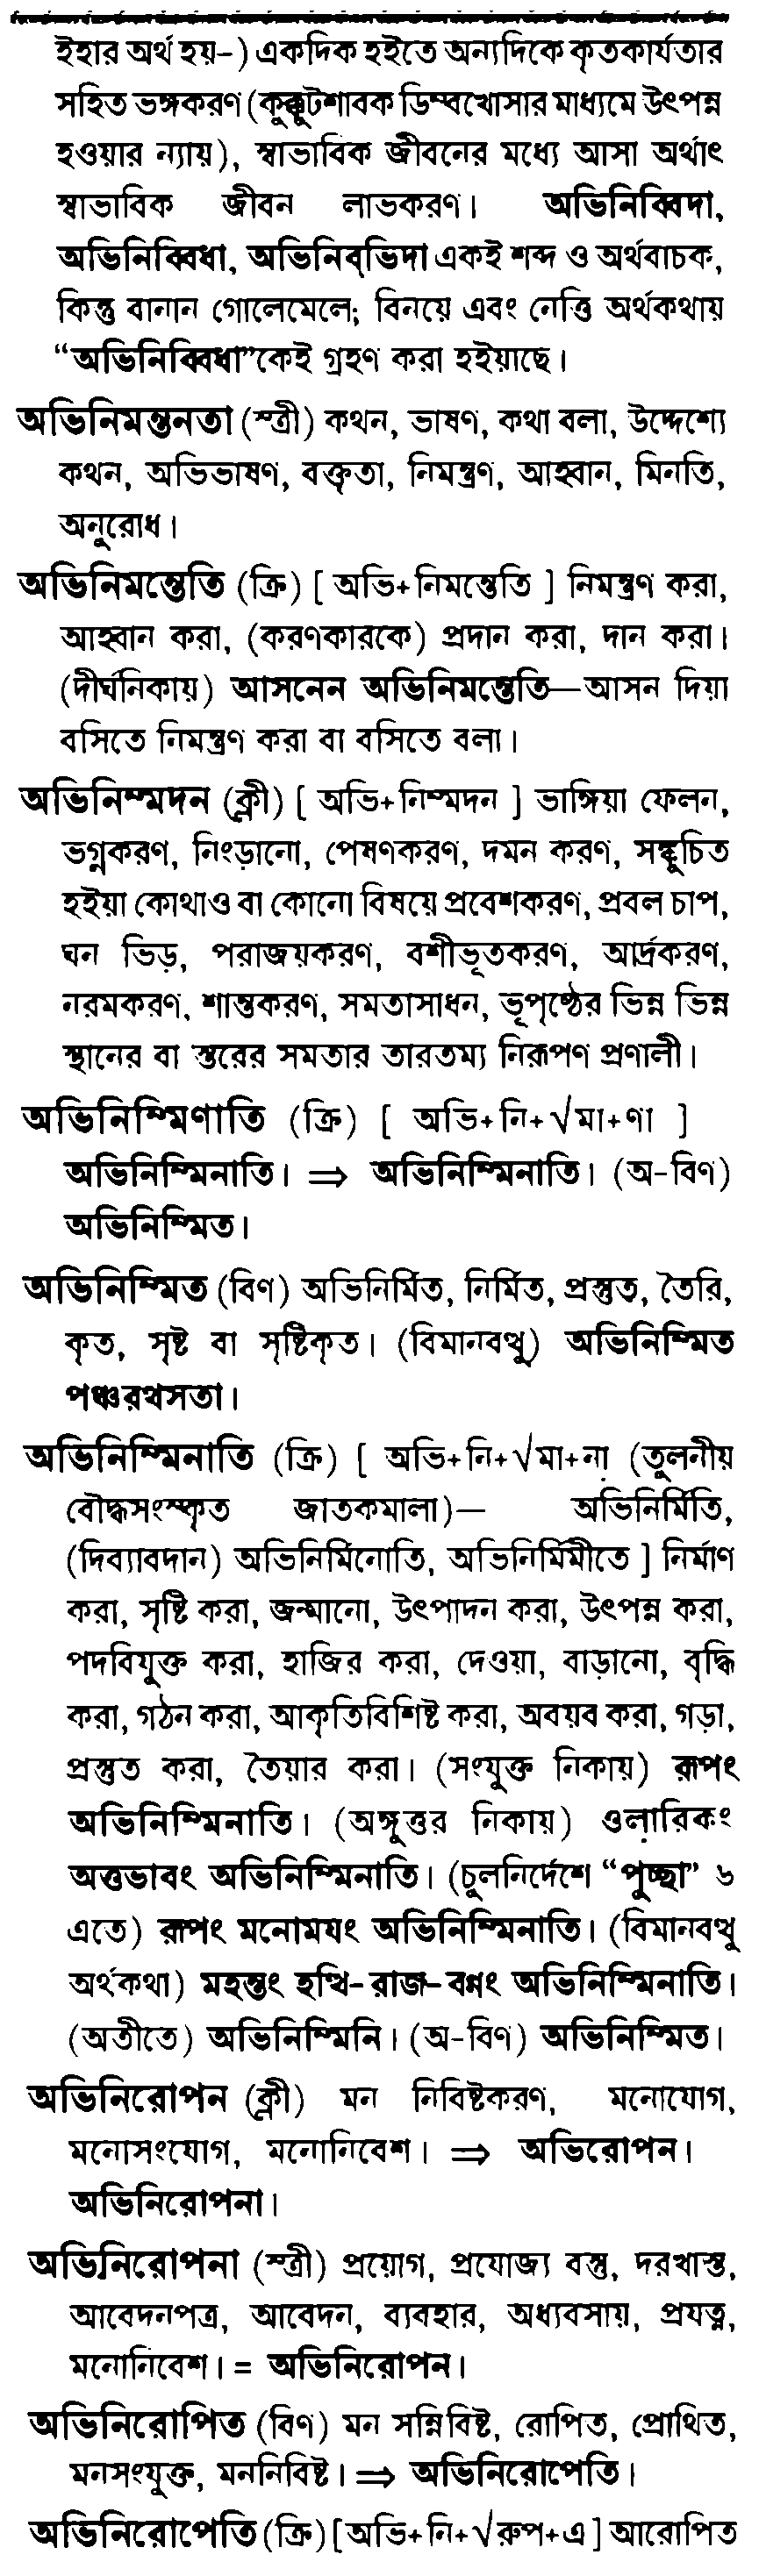 ইহার অর্থ হয়–) একদিক হইতে অন্যদিকে কৃতকার্যতার
সহিত ভঙ্গকরণ (কুক্কুটশাবক ডিম্বখোসার মাধ্যমে উৎপন্ন
হওয়ার ন্যায়), স্বাভাবিক জীবনের মধ্যে আসা অর্থাৎ
স্বাভাবিক জীবন লাভকরণ। অভিনিব্বিদা,
অভিনিব্বিধা, অভিনিব্ভিদা একই শব্দ ও অর্থবাচক,
কিন্তু বানান গোলেমেলে; বিনয়ে এবং নেত্তি অর্থকথায়
“অভিনিব্বিধা”কেই গ্রহণ করা হইয়াছে।
অভিনিমন্তনতা (স্ত্রী) কথন, ভাষণ, কথা বলা, উদ্দেশ্যে
কথন, অভিভাষণ, বক্তৃতা, নিমন্ত্রণ, আহ্বান, মিনতি,
অনুরোধ।
অভিনিমন্তেতি (ক্রি) [ অভি+নিমন্তেতি ] নিমন্ত্রণ করা,
আহ্বান করা, (করণকারকে) প্রদান করা, দান করা।
(দীর্ঘনিকায়) আসনেন অভিনিমন্তেতি—আসন দিয়া
বসিতে নিমন্ত্রণ করা বা বসিতে বলা।
অভিনিম্মদন (ক্লী) [ অভি+নিম্মদন ] ভাঙ্গিয়া ফেলন,
ভগ্নকরণ, নিংড়ানো, পেষণকরণ, দমন করণ, সঙ্কুচিত
হইয়া কোথাও বা কোনো বিষয়ে প্রবেশকরণ, প্রবল চাপ,
ঘন ভিড়, পরাজয়করণ, বশীভূতকরণ, আর্দ্রকরণ,
নরমকরণ, শান্তকরণ, সমতাসাধন, ভূপৃষ্ঠের ভিন্ন ভিন্ন
স্থানের বা স্তরের সমতার তারতম্য নিরূপণ প্রণালী।
অভিনিম্মিণাতি (ক্রি) [ অভি+নি+√মা+ণা ]
অভিনিম্মিনাতি। ⇒ অভিনিম্মিনাতি। (অ-বিণ)
অভিনিম্মিত।
অভিনিম্মিত (বিণ) অভিনির্মিত, নির্মিত, প্রস্তুত, তৈরি,
কৃত, সৃষ্ট বা সৃষ্টিকৃত। (বিমানবত্থু) অভিনিম্মিত
পঞ্চরথসতা।
অভিনিম্মিনাতি (ক্রি) [ অভি+নি+√মা+না (তুলনীয়
বৌদ্ধসংস্কৃত জাতকমালা)— অভিনির্মিতি,
(দিব্যাবদান) অভিনির্মিনোতি, অভিনির্মিমীতে ] নির্মাণ
করা, সৃষ্টি করা, জন্মানো, উৎপাদন করা, উৎপন্ন করা,
পদবিযুক্ত করা, হাজির করা, দেওয়া, বাড়ানো, বৃদ্ধি
করা, গঠন করা, আকৃতিবিশিষ্ট করা, অবয়ব করা, গড়া,
প্রস্তুত করা, তৈয়ার করা। (সংযুক্ত নিকায়) রূপং
অভিনিম্মিনাতি। (অঙ্গুত্তর নিকায়) ওলারিকং
অত্তভাবং অভিনিম্মিনাতি। (চুলনির্দেশে “পুচ্ছা” ৬
এতে) রূপং মনোমযং অভিনিম্মিনাতি। (বিমানবত্থু
অর্থকথা) মহন্তং হত্থি-রাজ-বণ্নং অভিনিম্মিনাতি।
(অতীতে) অভিনিম্মিনি। (অ-বিণ) অভিনিম্মিত।
অভিনিরোপন (ক্লী) মন নিবিষ্টকরণ, মনোযোগ,
মনোসংযোগ, মনোনিবেশ। ⇒ অভিরোপন।
অভিনিরোপনা।
অভিনিরোপনা (স্ত্রী) প্রয়োগ, প্রযোজ্য বস্তু, দরখাস্ত,
আবেদনপত্র, আবেদন, ব্যবহার, অধ্যবসায়, প্রযত্ন,
মনোনিবেশ। = অভিনিরোপন।
অভিনিরোপিত (বিণ) মন সন্নিবিষ্ট, রোপিত, প্রোথিত,
মনসংযুক্ত, মননিবিষ্ট। ⇒ অভিনিরোপেতি।
অভিনিরোপেতি (ক্রি) [অভি+নি+√রুপ+এ] আরোপিত